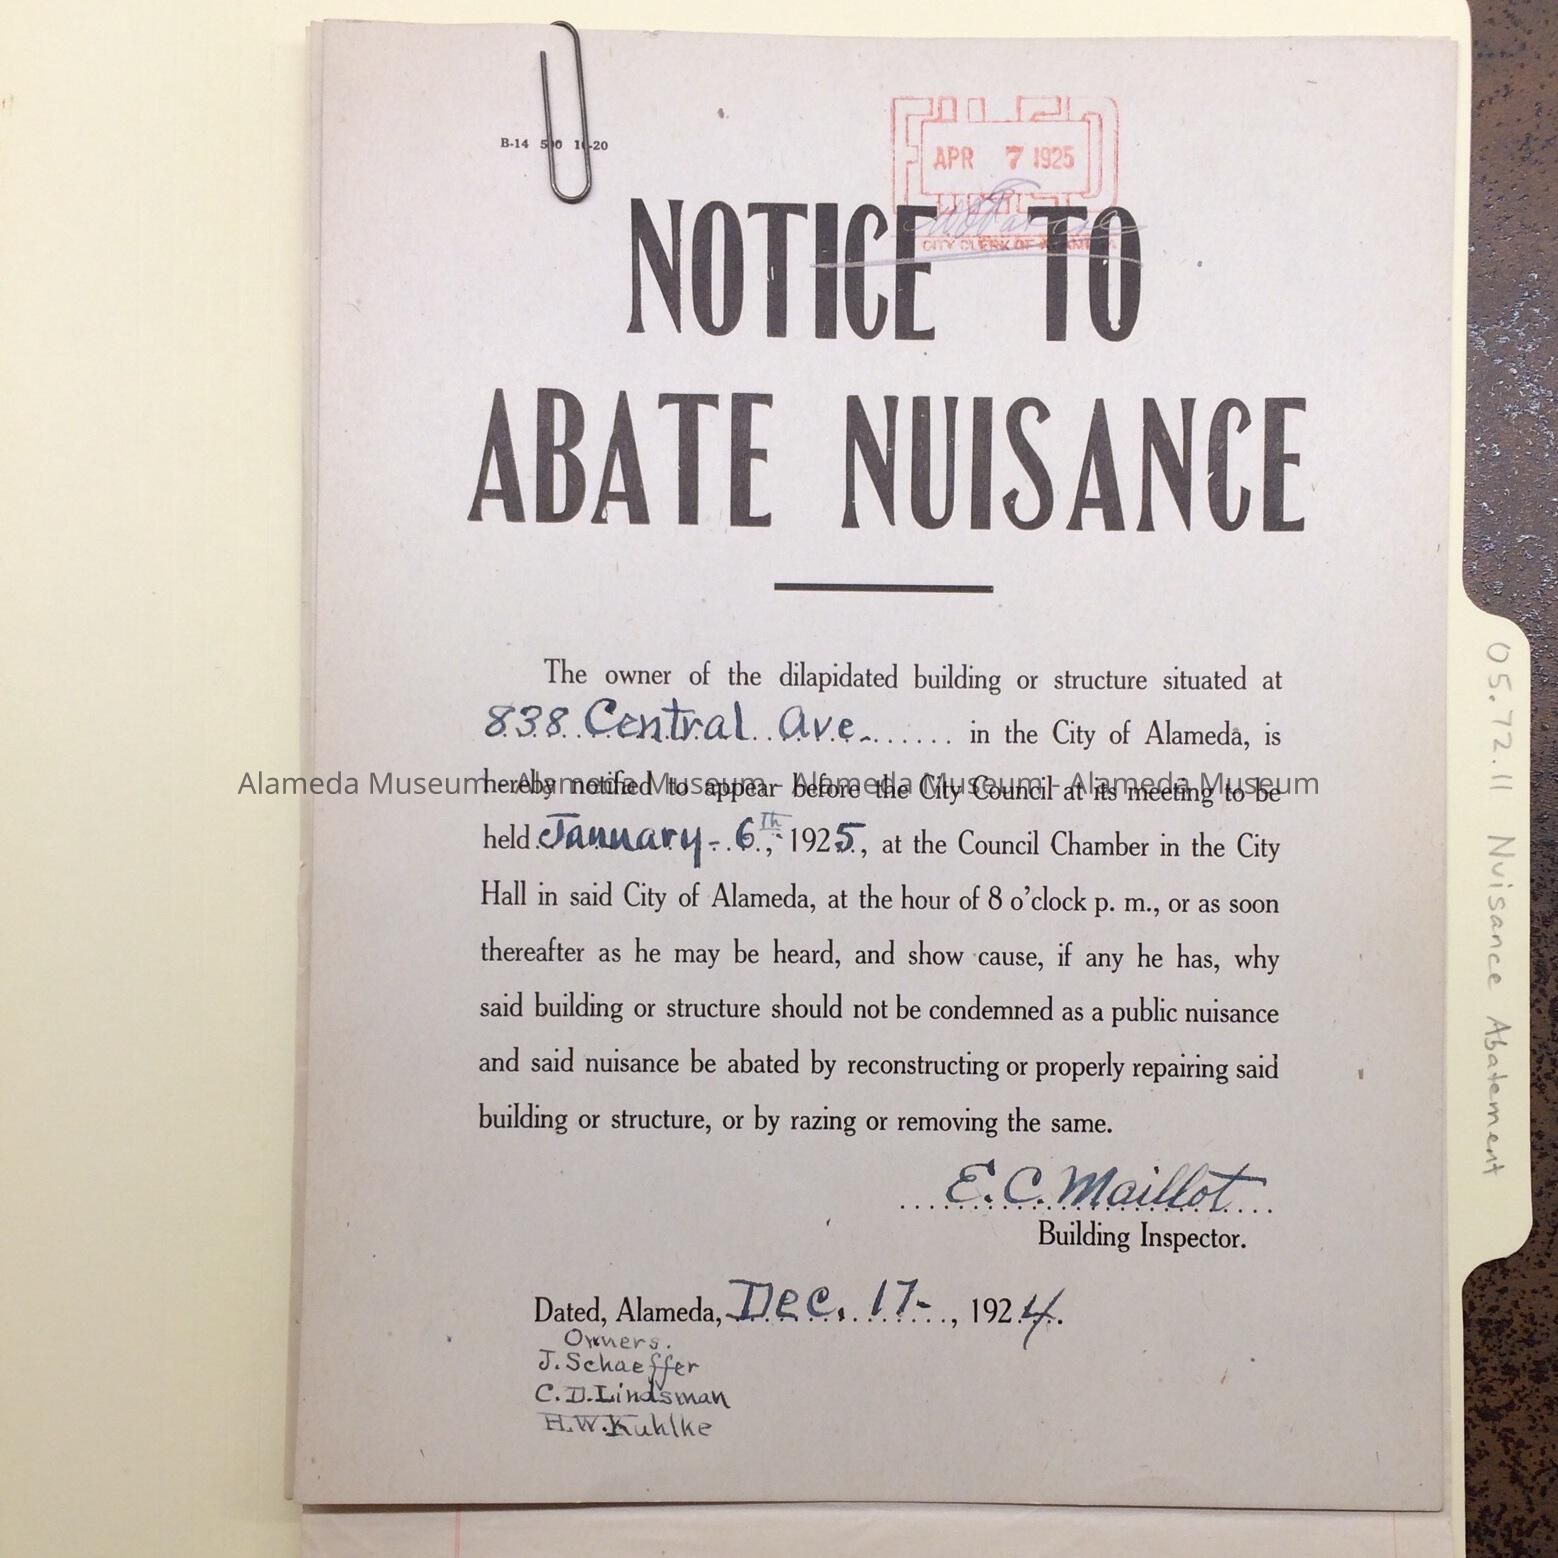 B-14 500 10-20
FILED
APR 7 1925
CITY CLERK OF ALAMEDA
NOTICE TO
ABATE NUISANCE
The owner of the dilapidated building or structure situated at
838 Central Ave. in the City of Alameda, is
hereby notified to appear before the City Council at its meeting to be
Alameda Museum - Alameda Museum - Alameda Museum - Alameda Museum
held January - 6th, 1925, at the Council Chamber in the City
Hall in said City of Alameda, at the hour of 8 o'clock p. m., or as soon
thereafter as he may be heard, and show cause, if any he has, why
said building or structure should not be condemned as a public nuisance
and said nuisance be abated by reconstructing or properly repairing said
building or structure, or by razing or removing the same.
E. C. Maillot
Building Inspector.
Dated, Alameda, Dec. 17-, 1924.
Owners.
J. Schaeffer
C. D. Lindsman
H. W. Kuhlke
05.72.11 Nuisance Abatement